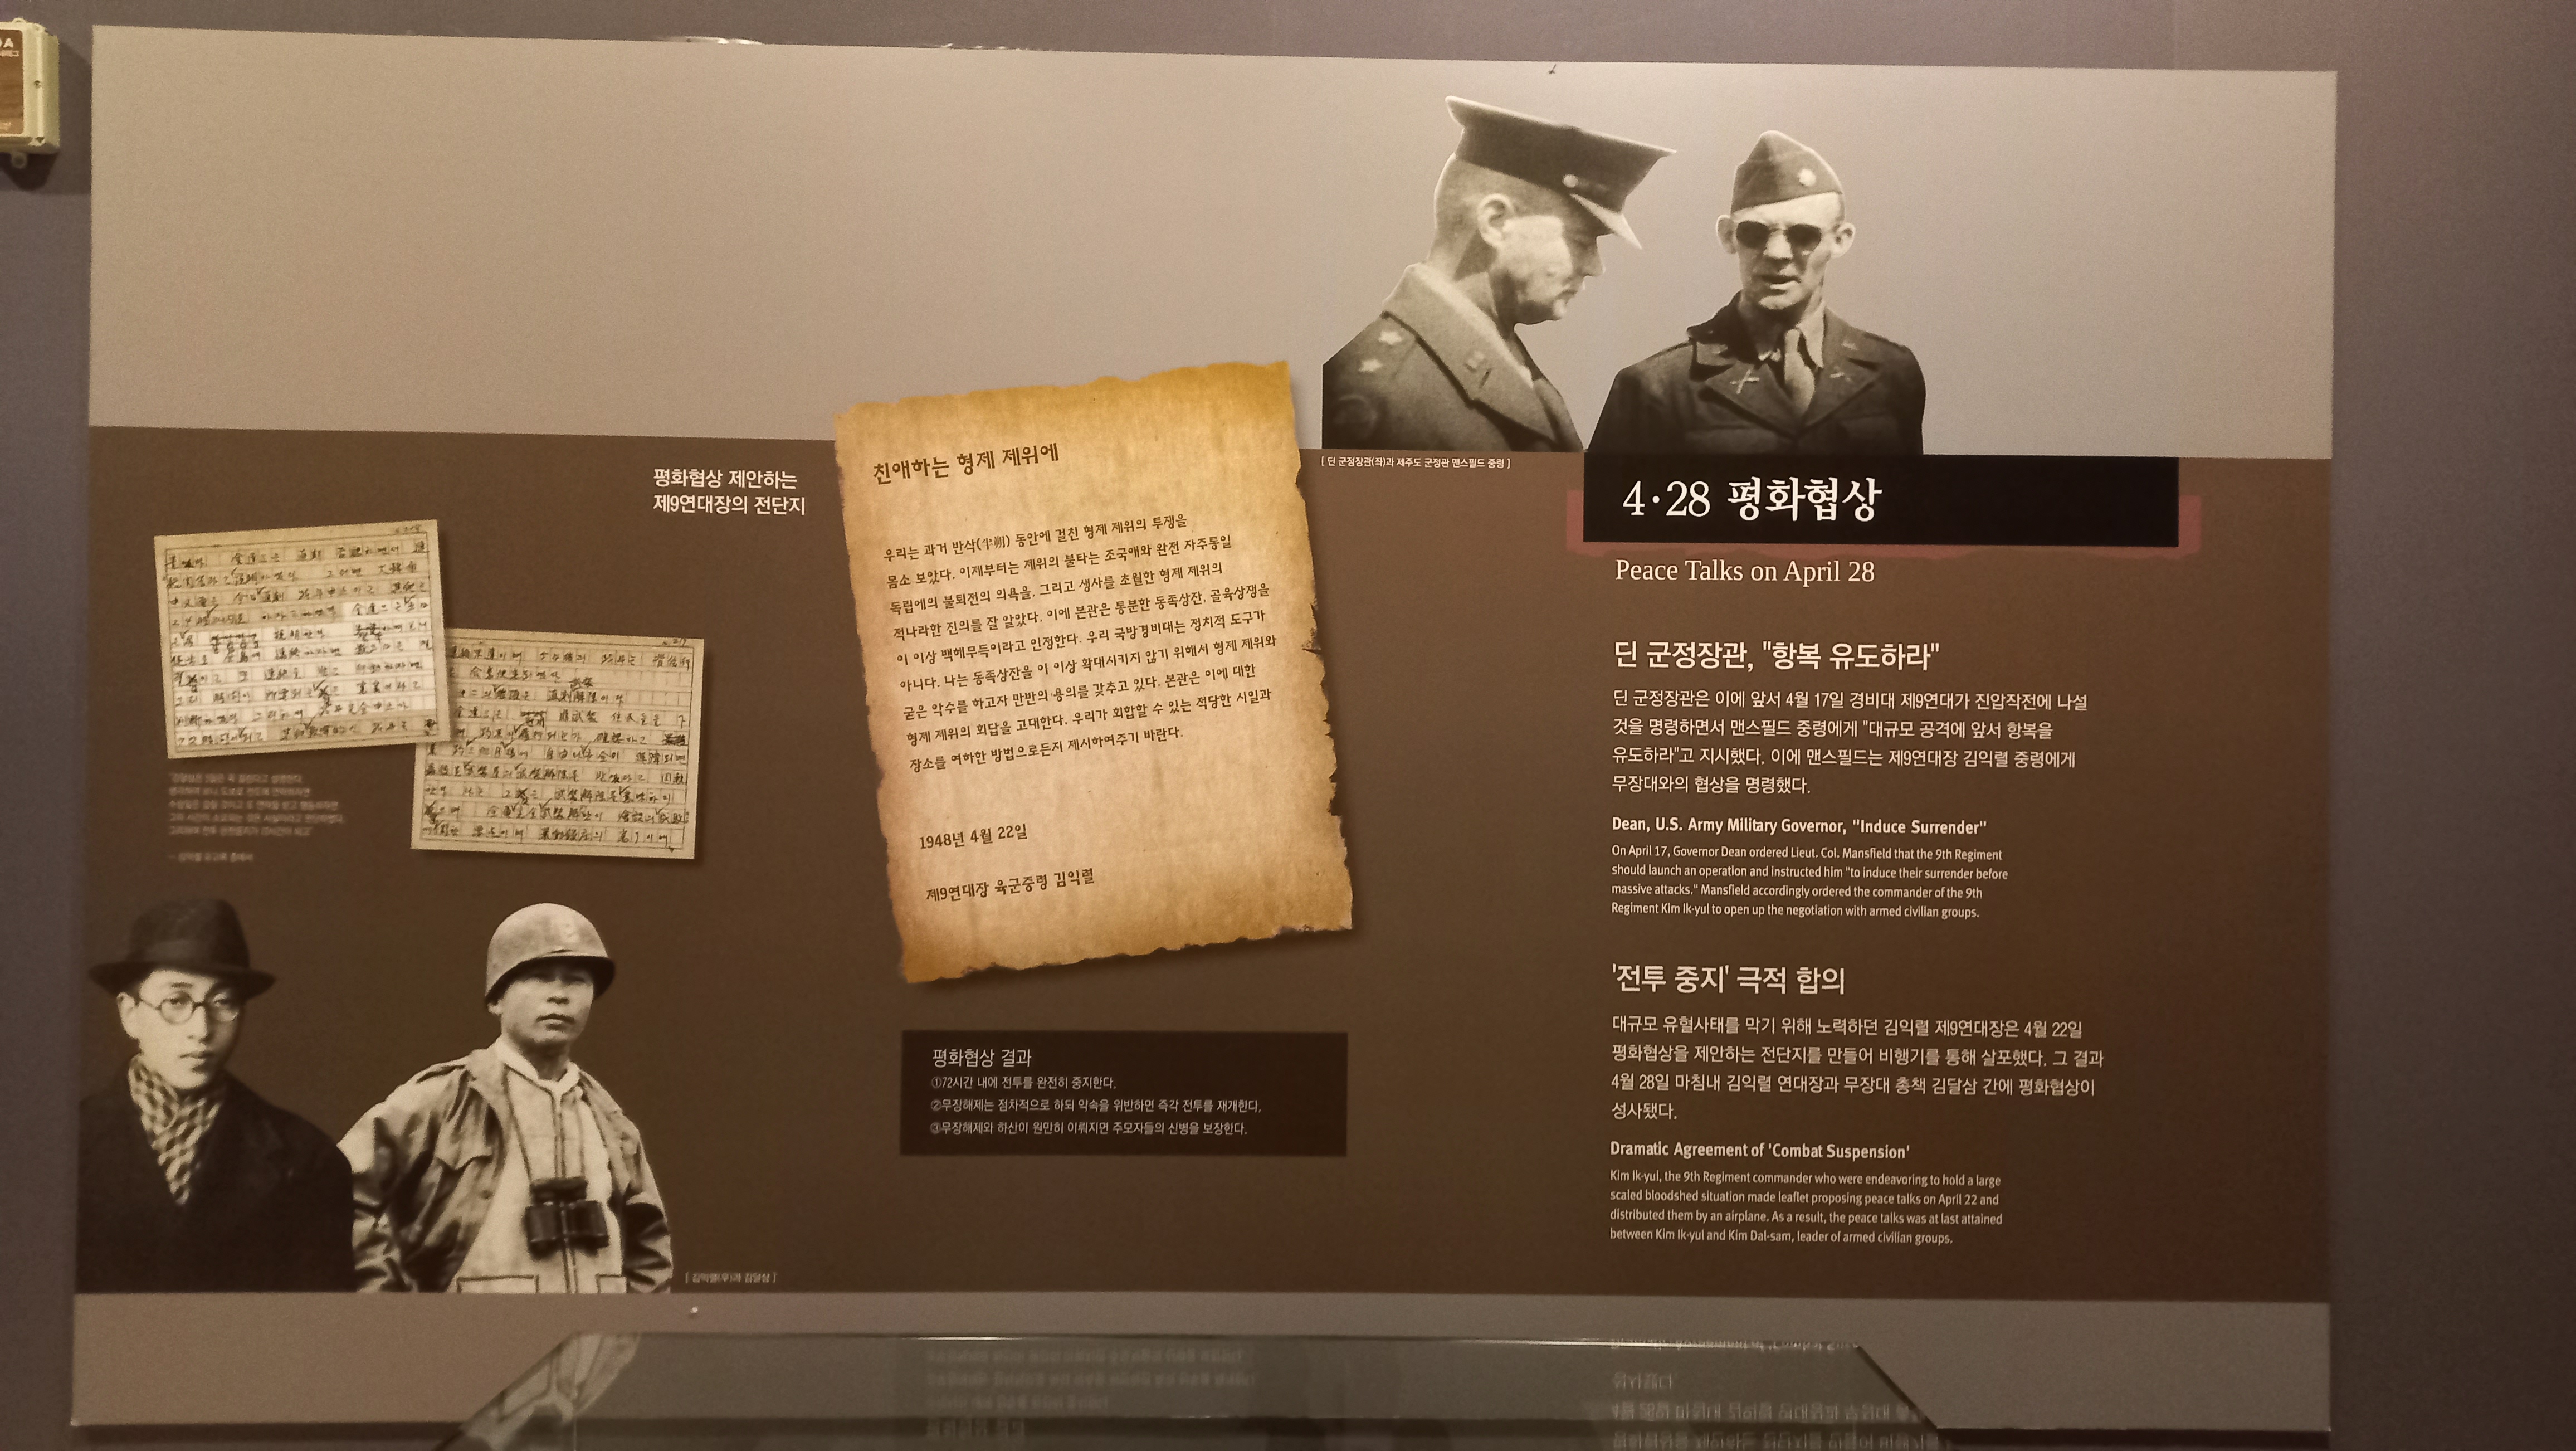 평화협상 제안하는
제9연대장의 전단지
친애하는 형제 제위에
우리는 과거 반삭(半朔) 동안에 걸친 형제 제위의 투쟁을
몸소 보았다. 이제부터는 제위의 불타는 조국애와 완전 자주통일
독립에의 불퇴전의 의욕을, 그리고 생사를 초월한 형제 제위의
적나라한 진의를 잘 알았다. 이에 본관은 통분한 동족상잔, 골육상쟁을
이 이상 백해무득이라고 인정한다. 우리 국방경비대는 정치적 도구가
아니다. 나는 동족상잔을 이 이상 확대시키지 않기 위해서 형제 제위와
굳은 악수를 하고자 만반의 용의를 갖추고 있다. 본관은 이에 대한
형제 제위의 회답을 고대한다. 우리가 회합할 수 있는 적당한 시일과
장소를 여하한 방법으로든지 제시하여주기 바란다.
1948년 4월 22일
제9연대장 육군중령 김익렬
평화협상 결과
①72시간 내에 전투를 완전히 중지한다.
②무장해제는 점차적으로 하되 약속을 위반하면 즉각 전투를 재개한다.
③무장해제와 하산이 원만히 이뤄지면 주모자들의 신병을 보장한다.
[ 김익렬(우)과 김달삼 ]
[ 딘 군정장관(좌)과 제주도 군정관 맨스필드 중령 ]
4·28 평화협상
Peace Talks on April 28
딘 군정장관, "항복 유도하라"
딘 군정장관은 이에 앞서 4월 17일 경비대 제9연대가 진압작전에 나설
것을 명령하면서 맨스필드 중령에게 "대규모 공격에 앞서 항복을
유도하라"고 지시했다. 이에 맨스필드는 제9연대장 김익렬 중령에게
무장대와의 협상을 명령했다.
Dean, U.S. Army Military Governor, "Induce Surrender"
On April 17, Governor Dean ordered Lieut. Col. Mansfield that the 9th Regiment
should launch an operation and instructed him "to induce their surrender before
massive attacks." Mansfield accordingly ordered the commander of the 9th
Regiment Kim Ik-yul to open up the negotiation with armed civilian groups.
'전투 중지' 극적 합의
대규모 유혈사태를 막기 위해 노력하던 김익렬 제9연대장은 4월 22일
평화협상을 제안하는 전단지를 만들어 비행기를 통해 살포했다. 그 결과
4월 28일 마침내 김익렬 연대장과 무장대 총책 김달삼 간에 평화협상이
성사됐다.
Dramatic Agreement of 'Combat Suspension'
Kim Ik-yul, the 9th Regiment commander who were endeavoring to hold a large
scaled bloodshed situation made leaflet proposing peace talks on April 22 and
distributed them by an airplane. As a result, the peace talks was at last attained
between Kim Ik-yul and Kim Dal-sam, leader of armed civilian groups.